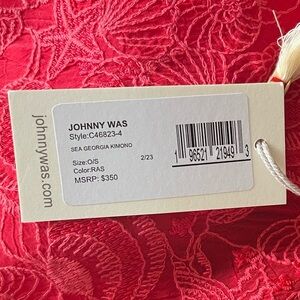 johnnywas.com
JOHNNY WAS
Style:C46823-4
SEA GEORGIA KIMONO
Size:O/S 2/23
Color:RAS
MSRP: $350
1 96521 21949 3